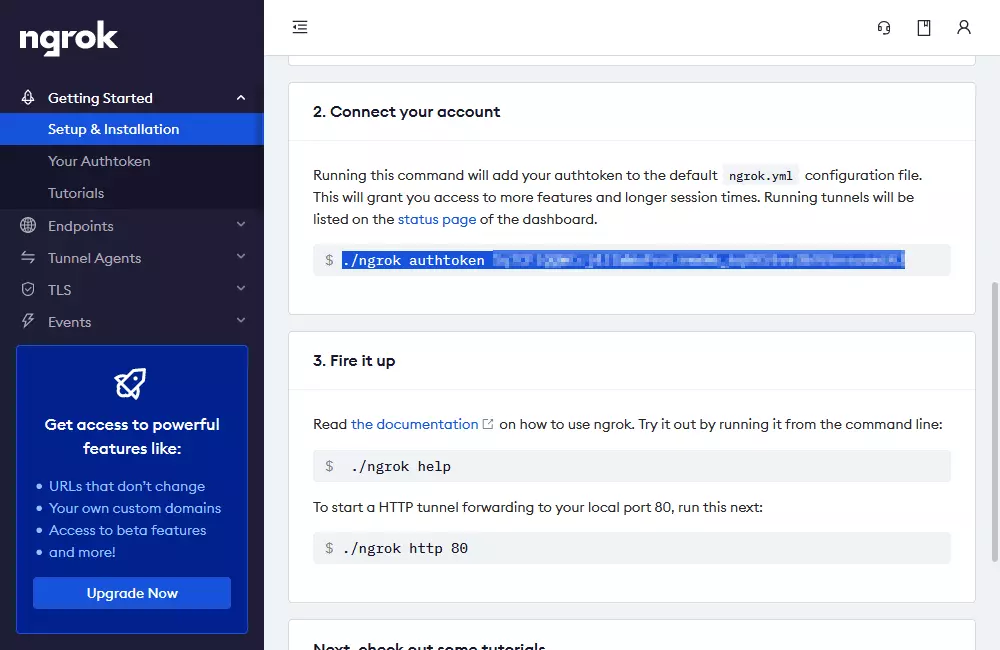 ngrok
Getting Started
Setup & Installation
Your Authtoken
Tutorials
Endpoints
Tunnel Agents
TLS
Events
Get access to powerful
features like:
• URLs that don't change
• Your own custom domains
• Access to beta features
• and more!
Upgrade Now
2. Connect your account
Running this command will add your authtoken to the default ngrok.yml configuration file.
This will grant you access to more features and longer session times. Running tunnels will be
listed on the status page of the dashboard.
$ ./ngrok authtoken
3. Fire it up
Read the documentation on how to use ngrok. Try it out by running it from the command line:
$ ./ngrok help
To start a HTTP tunnel forwarding to your local port 80, run this next:
$ ./ngrok http 80
Next, check out some tutorials